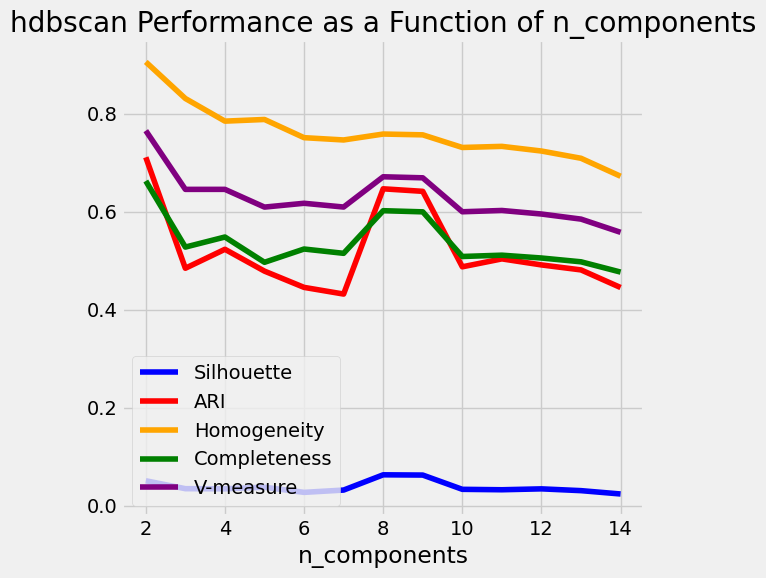 hdbscan Performance as a Function of n_components
0.8
0.6
0.4
0.2
0.0
Silhouette
ARI
Homogeneity
Completeness
V-measure
2 4 6 8 10 12 14
n_components